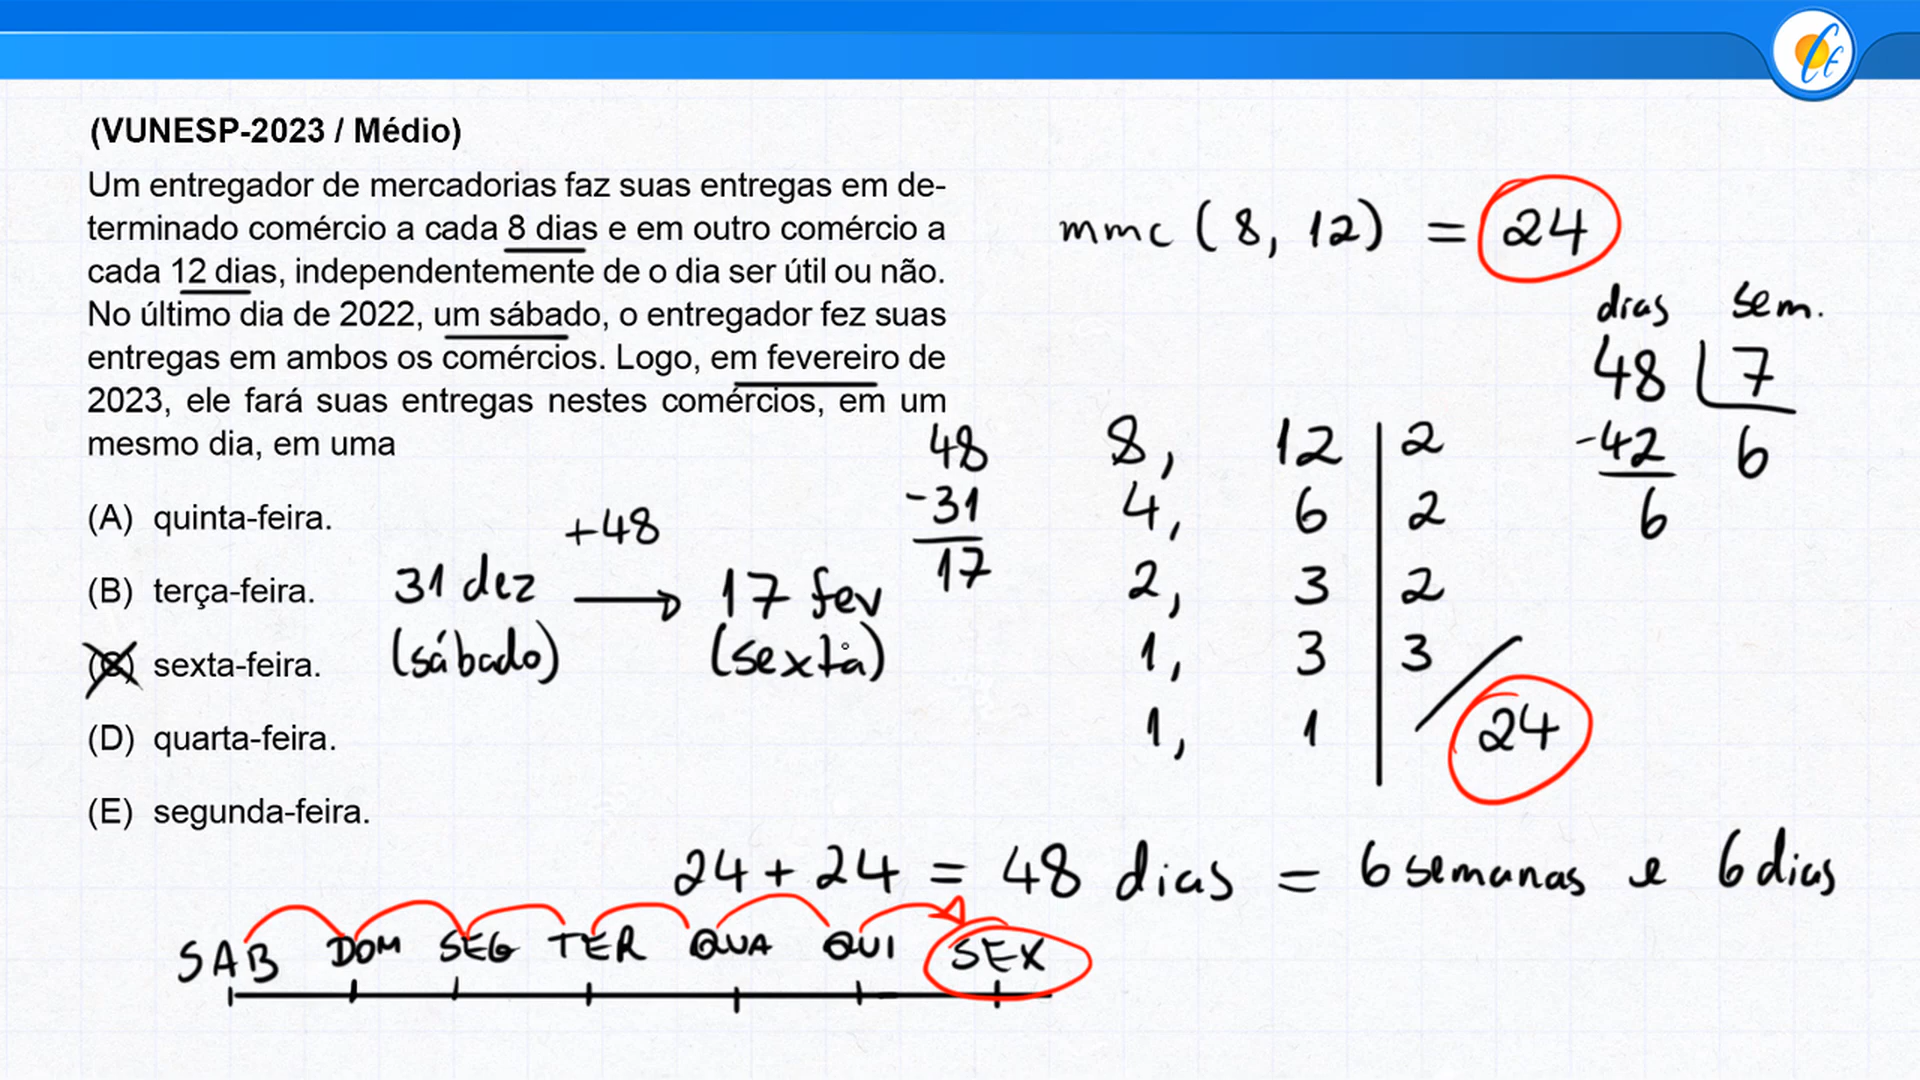 (VUNESP-2023 / Médio)
Um entregador de mercadorias faz suas entregas em de-
terminado comércio a cada 8 dias e em outro comércio a
cada 12 dias, independentemente de o dia ser útil ou não.
No último dia de 2022, um sábado, o entregador fez suas
entregas em ambos os comércios. Logo, em fevereiro de
2023, ele fará suas entregas nestes comércios, em um
mesmo dia, em uma
(A) quinta-feira.
(B) terça-feira.
(C) sexta-feira.
(D) quarta-feira.
(E) segunda-feira.
+48
31 dez → 17 fev
(sábado) (sexta)
48
-31
17
mmc (8, 12) = 24
8, 12 | 2
4, 6 | 2
2, 3 | 2
1, 3 | 3
1, 1 | 24
dias sem.
48 7
-42 6
6
24 + 24 = 48 dias = 6 semanas e 6 dias
SAB DOM SEG TER QUA QUI SEX
CF